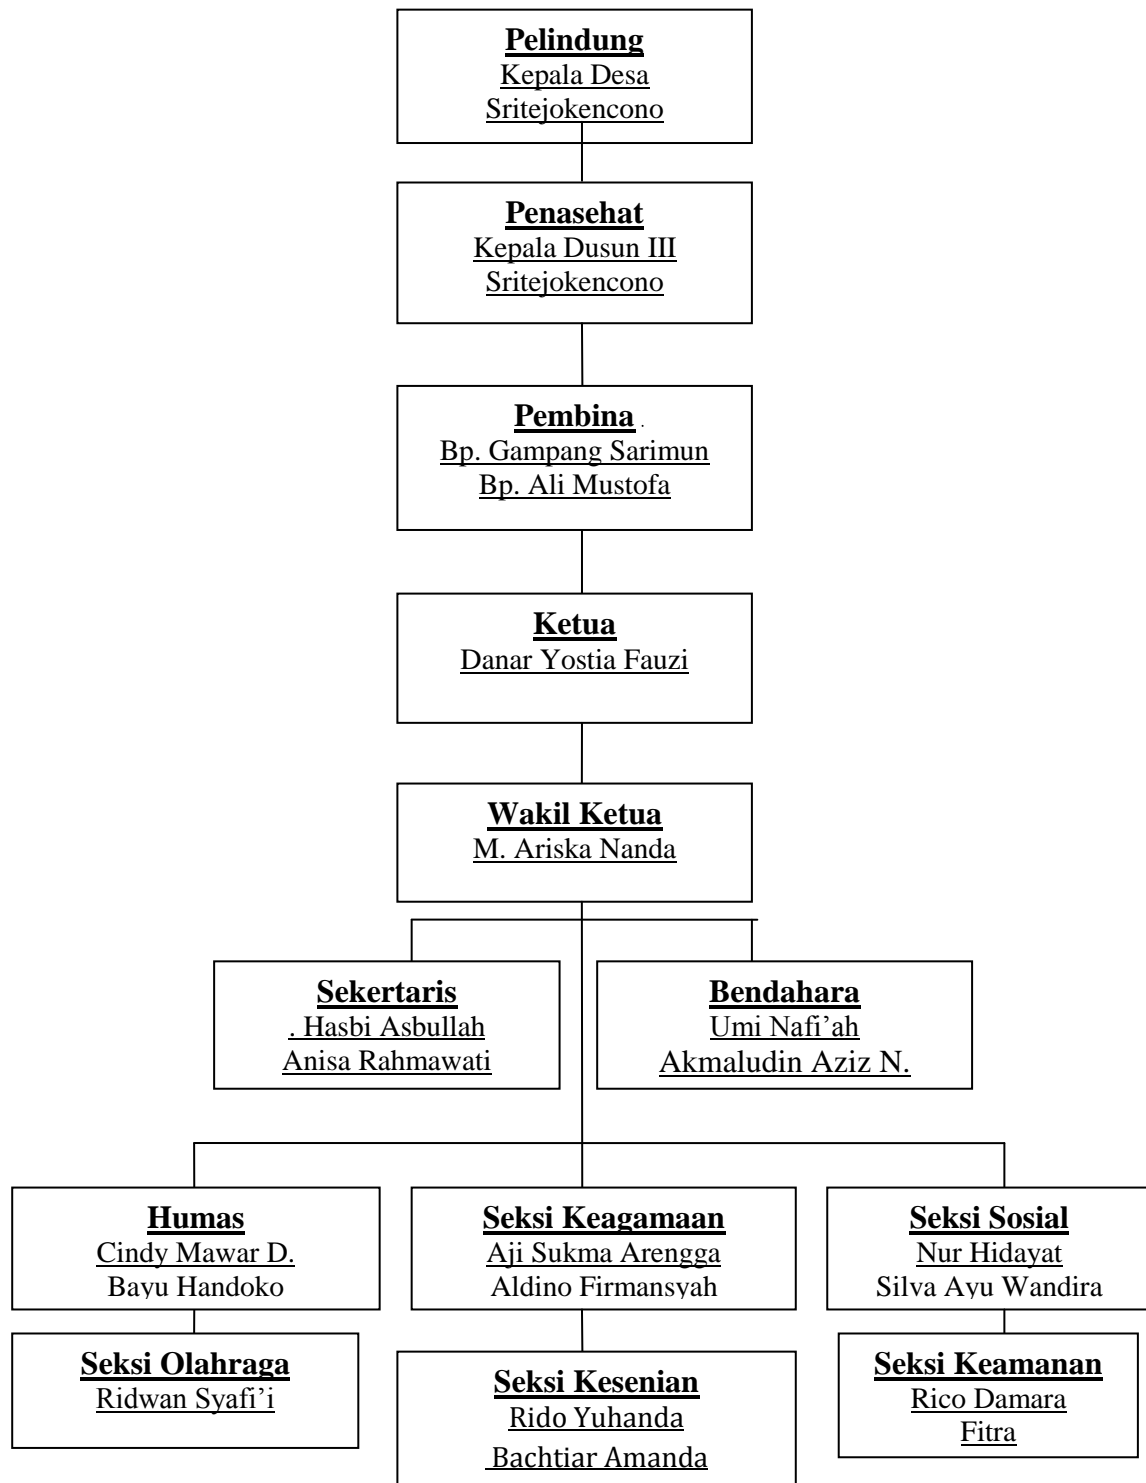 Pelindung
Kepala Desa
Sritejokencono
Penasehat
Kepala Dusun III
Sritejokencono
Pembina .
Bp. Gampang Sarimun
Bp. Ali Mustofa
Ketua
Danar Yostia Fauzi
Wakil Ketua
M. Ariska Nanda
Sekertaris
. Hasbi Asbullah
Anisa Rahmawati
Bendahara
Umi Nafi’ah
Akmaludin Aziz N.
Humas
Cindy Mawar D.
Bayu Handoko
Seksi Keagamaan
Aji Sukma Arengga
Aldino Firmansyah
Seksi Sosial
Nur Hidayat
Silva Ayu Wandira
Seksi Olahraga
Ridwan Syafi’i
Seksi Kesenian
Rido Yuhanda
Bachtiar Amanda
Seksi Keamanan
Rico Damara
Fitra